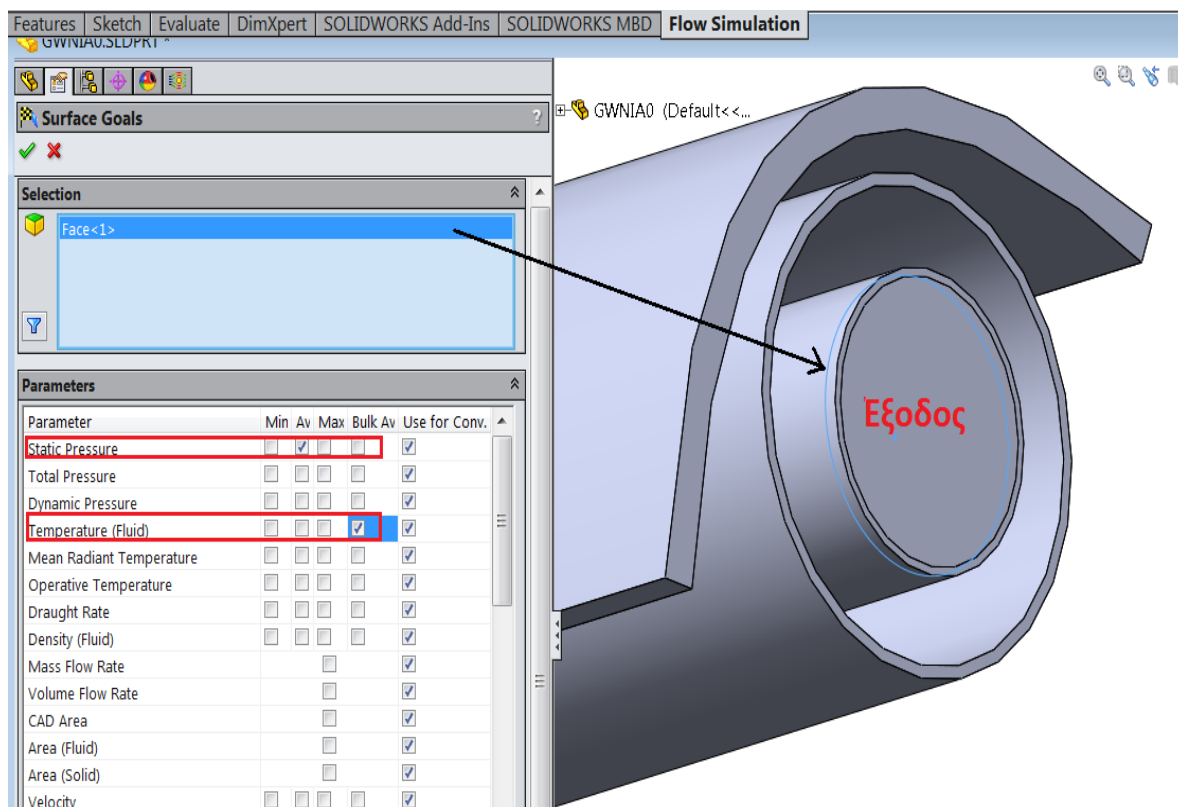 Features Sketch Evaluate DimXpert SOLIDWORKS Add-Ins SOLIDWORKS MBD Flow Simulation
GWNIA0.SLDPRT *
Surface Goals ?
GWNIA0 (Default<<...
Selection
Face<1>
Parameters
Parameter Min Av Max Bulk Av Use for Conv.
Static Pressure
Total Pressure
Dynamic Pressure
Temperature (Fluid)
Mean Radiant Temperature
Operative Temperature
Draught Rate
Density (Fluid)
Mass Flow Rate
Volume Flow Rate
CAD Area
Area (Fluid)
Area (Solid)
Velocity
Έξοδος